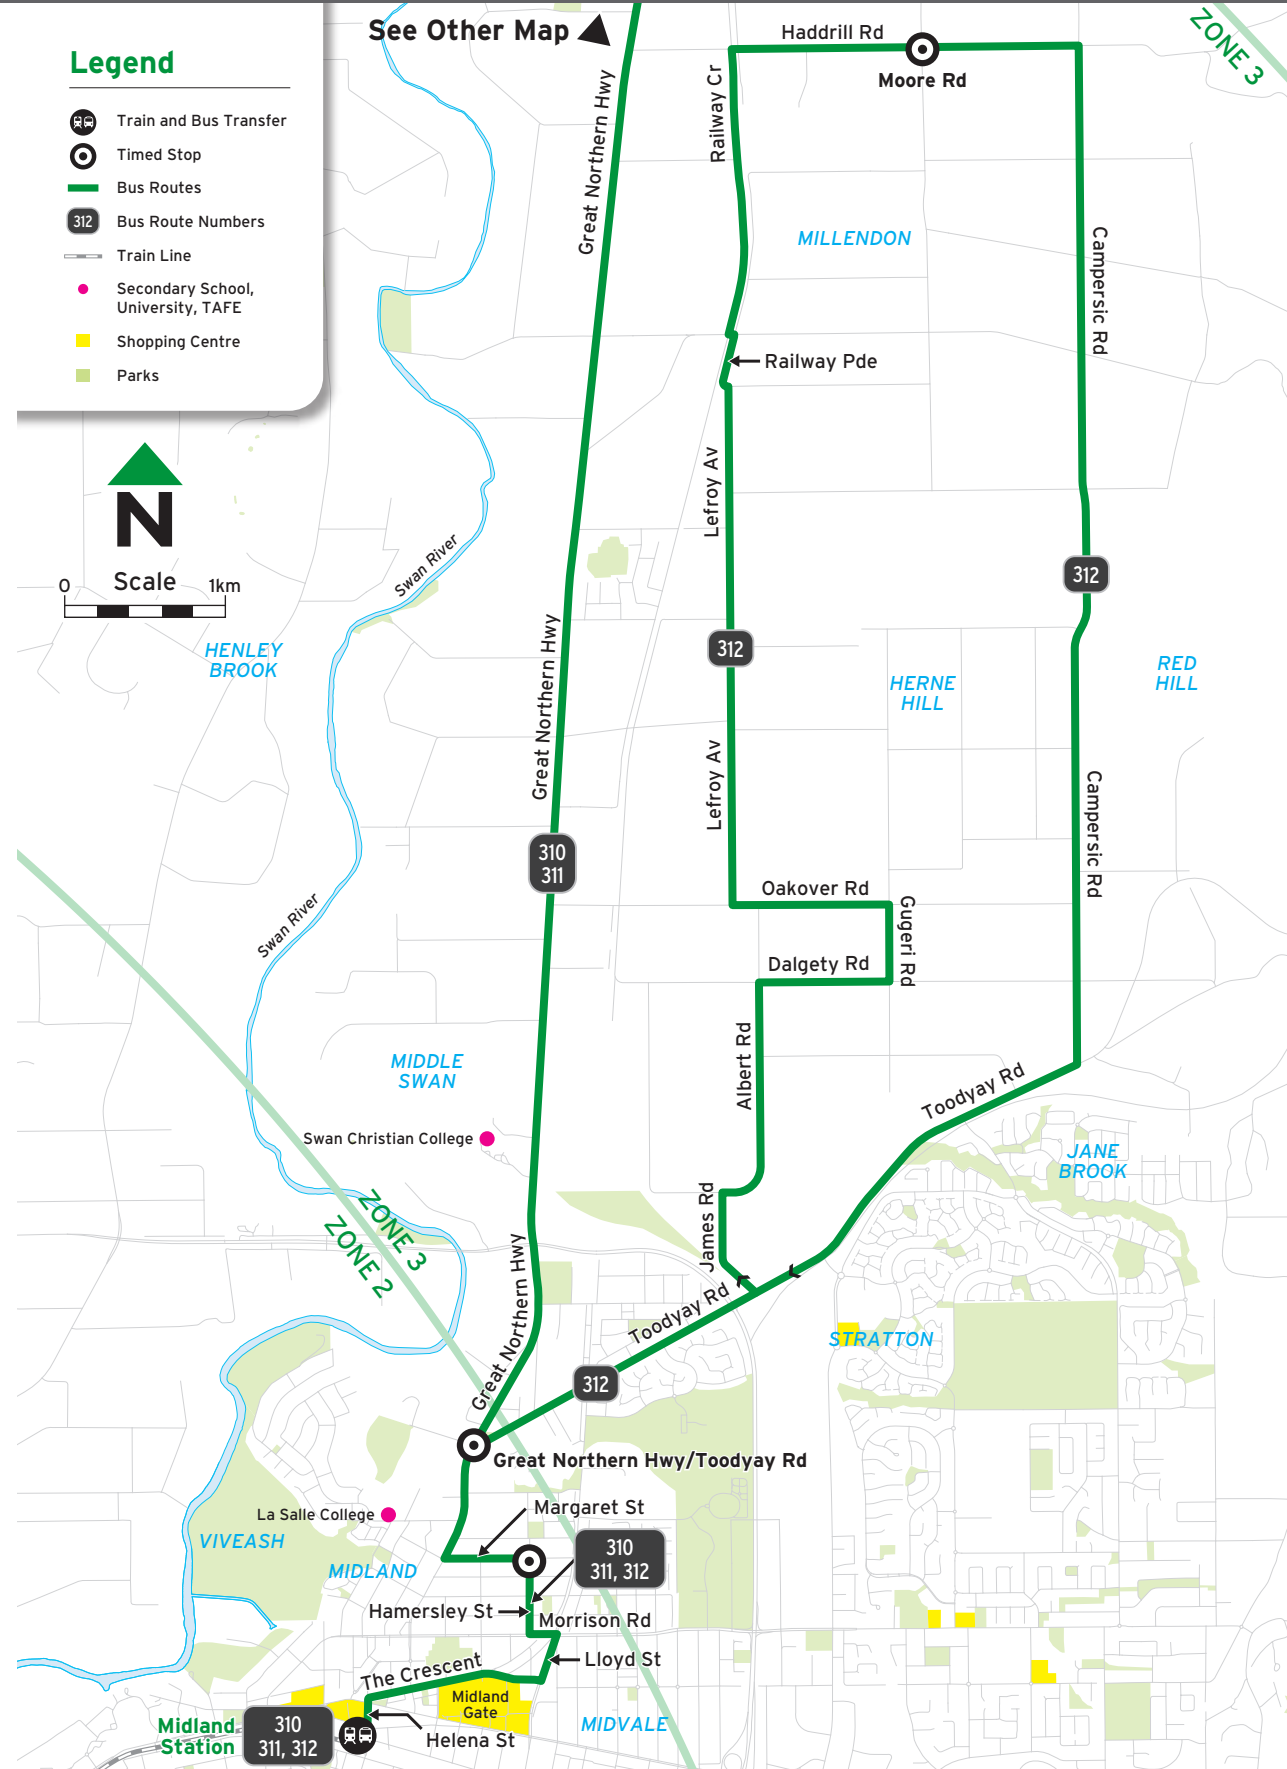 See Other Map
Haddrill Rd
Moore Rd
ZONE 3
Legend
Train and Bus Transfer
Timed Stop
Bus Routes
312
Bus Route Numbers
Train Line
Secondary School,
University, TAFE
Shopping Centre
Parks
Great Northern Hwy
Railway Cr
MILLENDON
Campersic Rd
Railway Pde
N
Scale
0
1km
Lefroy Av
Swan River
312
312
HENLEY
BROOK
Great Northern Hwy
HERNE
HILL
RED
HILL
Lefroy Av
Campersic Rd
310
311
Oakover Rd
Gugeri Rd
Swan River
Dalgety Rd
MIDDLE
SWAN
Albert Rd
Toodyay Rd
Swan Christian College
JANE
BROOK
ZONE 3
ZONE 2
James Rd
Great Northern Hwy
Toodyay Rd
STRATTON
312
Great Northern Hwy/Toodyay Rd
Margaret St
La Salle College
VIVEASH
MIDLAND
310
311, 312
Hamersley St
Morrison Rd
Lloyd St
The Crescent
Midland
Gate
MIDVALE
Helena St
Midland
Station
310
311, 312